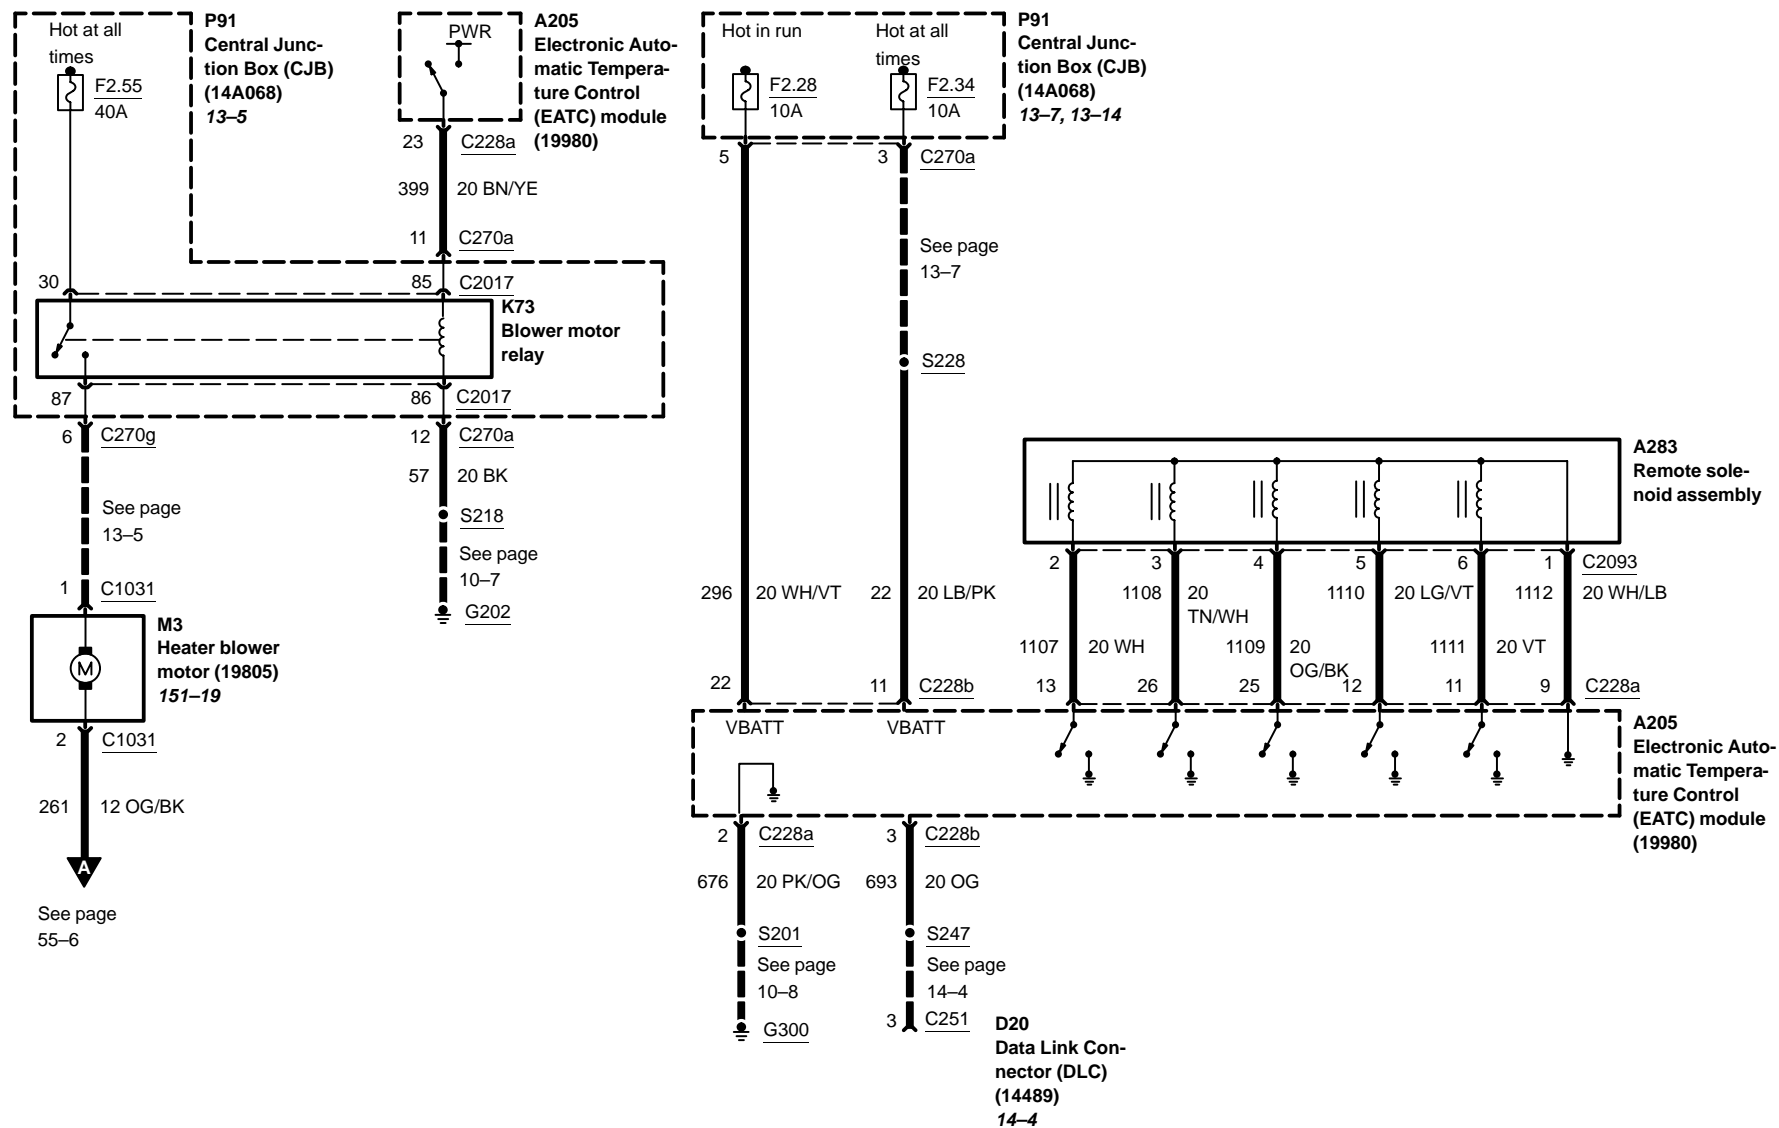 Hot at all
times
F2.55
40A
P91
Central Junc-
tion Box (CJB)
(14A068)
13–5
PWR
A205
Electronic Auto-
matic Tempera-
ture Control
(EATC) module
(19980)
23 C228a
399 20 BN/YE
11 C270a
30
85 C2017
K73
Blower motor
relay
87
86 C2017
6 C270g
12 C270a
57 20 BK
S218
See page
10–7
G202
See page
13–5
1 C1031
M3
Heater blower
motor (19805)
151–19
M
2 C1031
261 12 OG/BK
A
See page
55–6
Hot in run
F2.28
10A
Hot at all
times
F2.34
10A
P91
Central Junc-
tion Box (CJB)
(14A068)
13–7, 13–14
5
3 C270a
See page
13–7
S228
296 20 WH/VT
22 20 LB/PK
22
11 C228b
A283
Remote sole-
noid assembly
2 3 4 5 6 1 C2093
1108 20
TN/WH
1110 20 LG/VT
1112 20 WH/LB
1107 20 WH
1109 20
OG/BK
1111 20 VT
13 26 25 12 11 9 C228a
VBATT
VBATT
A205
Electronic Auto-
matic Tempera-
ture Control
(EATC) module
(19980)
2 C228a
3 C228b
676 20 PK/OG
693 20 OG
S201
S247
See page
10–8
See page
14–4
G300
3 C251
D20
Data Link Con-
nector (DLC)
(14489)
14–4